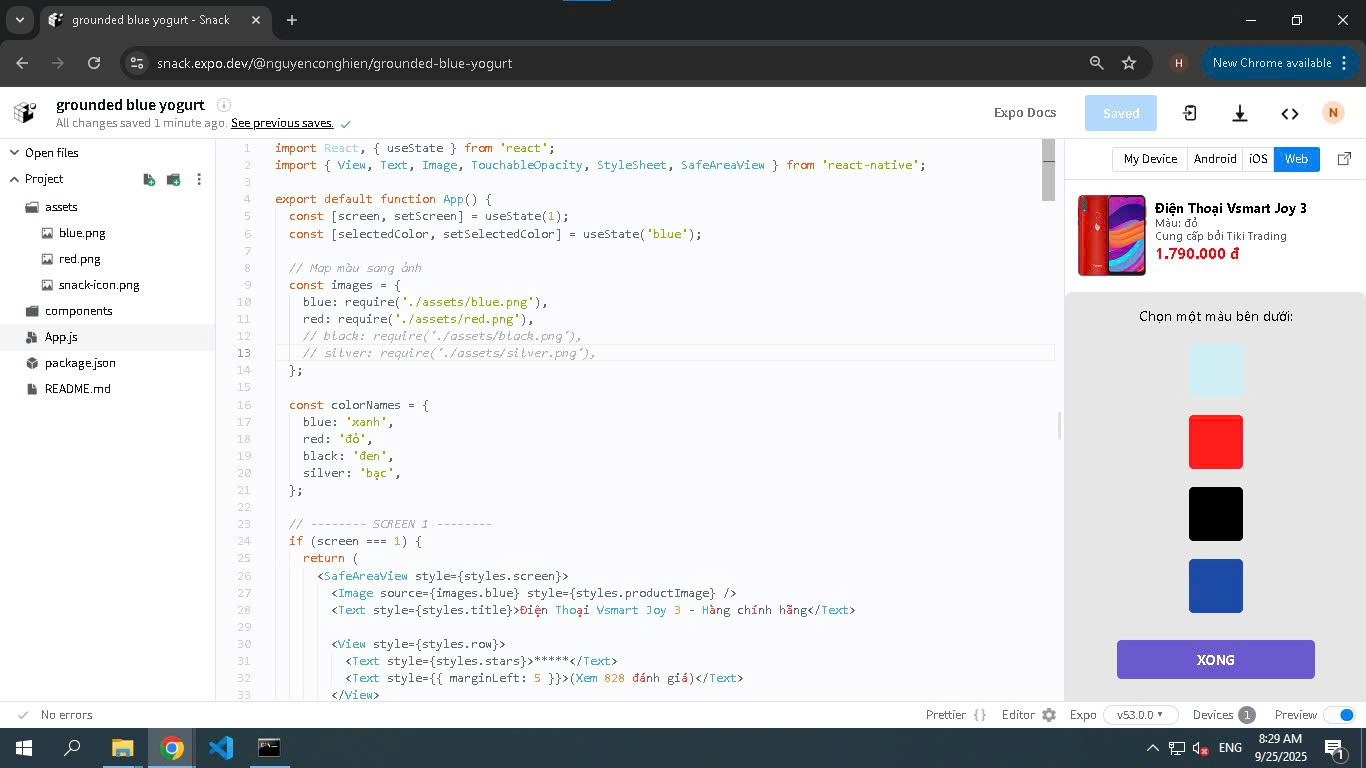 grounded blue yogurt - Snack
snack.expo.dev/@nguyenconghien/grounded-blue-yogurt
H
New Chrome available
grounded blue yogurt
All changes saved 1 minute ago. See previous saves.
Expo Docs
Saved
N
Open files
Project
assets
blue.png
red.png
snack-icon.png
components
App.js
package.json
README.md
1 import React, { useState } from 'react';
2 import { View, Text, Image, TouchableOpacity, StyleSheet, SafeAreaView } from 'react-native';
3
4 export default function App() {
5 const [screen, setScreen] = useState(1);
6 const [selectedColor, setSelectedColor] = useState('blue');
7
8 // Map màu sang ảnh
9 const images = {
10 blue: require('./assets/blue.png'),
11 red: require('./assets/red.png'),
12 // black: require('./assets/black.png'),
13 // silver: require('./assets/silver.png'),
14 };
15
16 const colorNames = {
17 blue: 'xanh',
18 red: 'đỏ',
19 black: 'đen',
20 silver: 'bạc',
21 };
22
23 // -------- SCREEN 1 --------
24 if (screen === 1) {
25 return (
26 <SafeAreaView style={styles.screen}>
27 <Image source={images.blue} style={styles.productImage} />
28 <Text style={styles.title}>Điện Thoại Vsmart Joy 3 - Hàng chính hãng</Text>
29
30 <View style={styles.row}>
31 <Text style={styles.stars}>*****</Text>
32 <Text style={{ marginLeft: 5 }}>(Xem 828 đánh giá)</Text>
33 </View>
My Device
Android
iOS
Web
Điện Thoại Vsmart Joy 3
Màu: đỏ
Cung cấp bởi Tiki Trading
1.790.000 đ
Chọn một màu bên dưới:
XONG
No errors
Prettier { }
Editor
Expo
v53.0.0
Devices 1
Preview
ENG
8:29 AM
9/25/2025
1